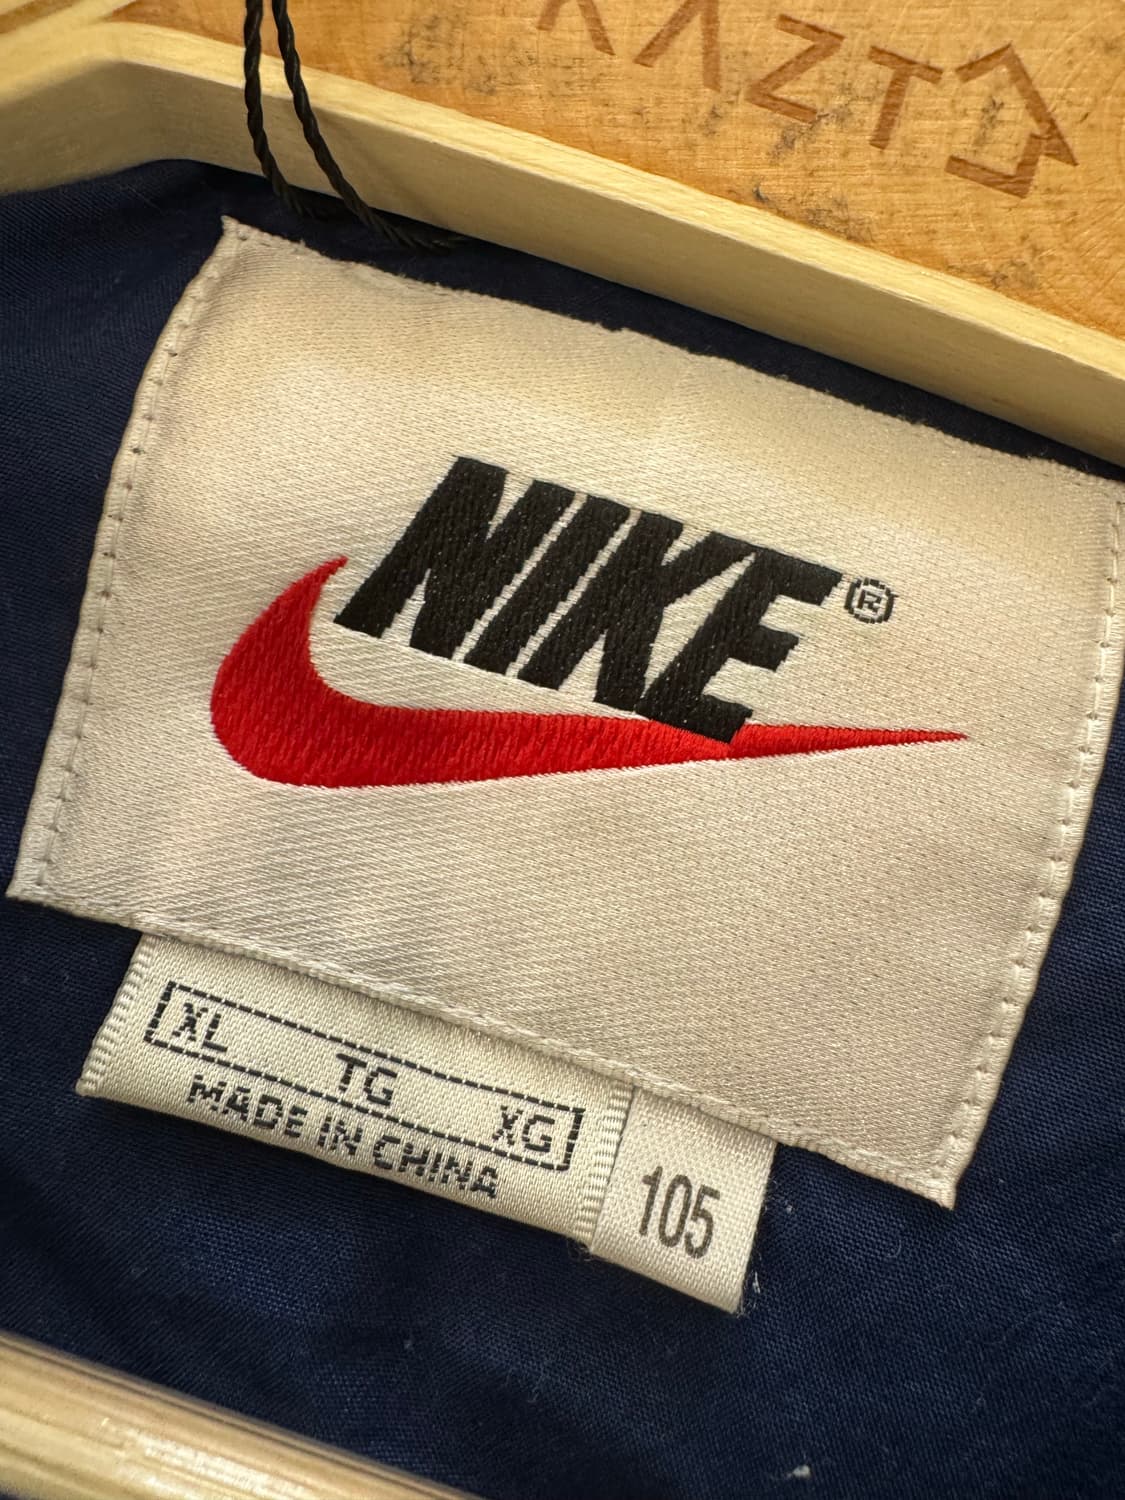 NIKE®
XL TG XG
MADE IN CHINA
105